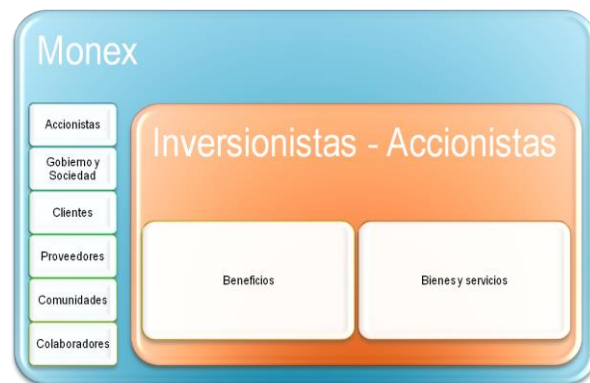 Monex
Accionistas
Gobierno y
Sociedad
Clientes
Proveedores
Comunidades
Colaboradores
Inversionistas - Accionistas
Beneficios
Bienes y servicios